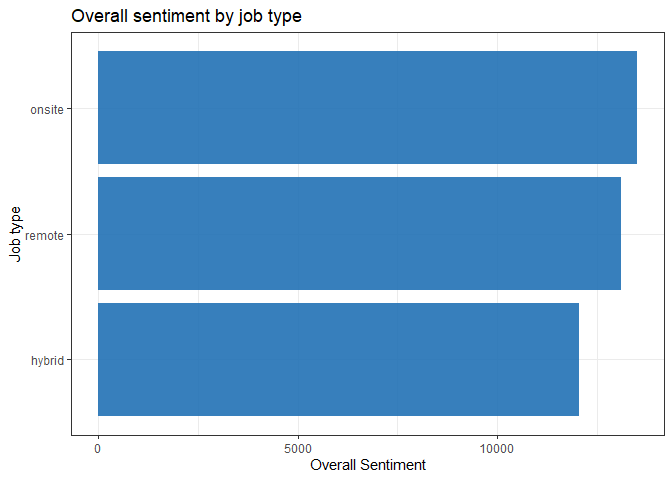 Overall sentiment by job type
Job type
onsite
remote
hybrid
0 5000 10000
Overall Sentiment